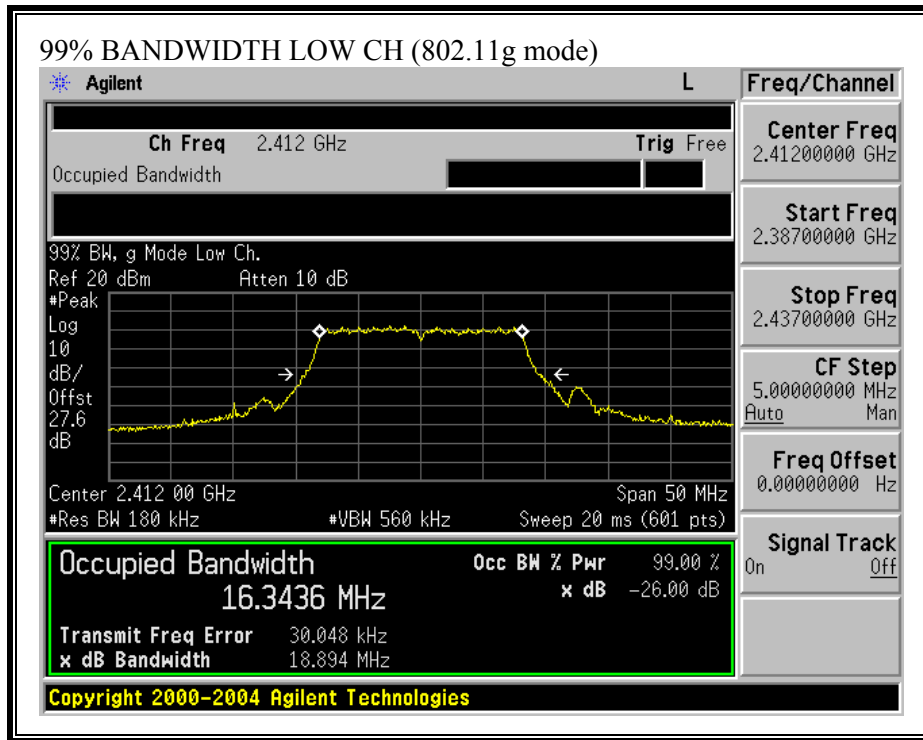 99% BANDWIDTH LOW CH (802.11g mode)
Agilent L Freq/Channel
Ch Freq 2.412 GHz Trig Free
Occupied Bandwidth
Center Freq
2.41200000 GHz
Start Freq
2.38700000 GHz
Stop Freq
2.43700000 GHz
CF Step
5.00000000 MHz
Auto Man
Freq Offset
0.00000000 Hz
Signal Track
On Off
99% BW, g Mode Low Ch.
Ref 20 dBm Atten 10 dB
#Peak
Log
10
dB/
Offst
27.6
dB
Center 2.412 00 GHz Span 50 MHz
#Res BW 180 kHz #VBW 560 kHz Sweep 20 ms (601 pts)
Occupied Bandwidth Occ BW % Pwr 99.00 %
16.3436 MHz x dB -26.00 dB
Transmit Freq Error 30.048 kHz
x dB Bandwidth 18.894 MHz
Copyright 2000-2004 Agilent Technologies